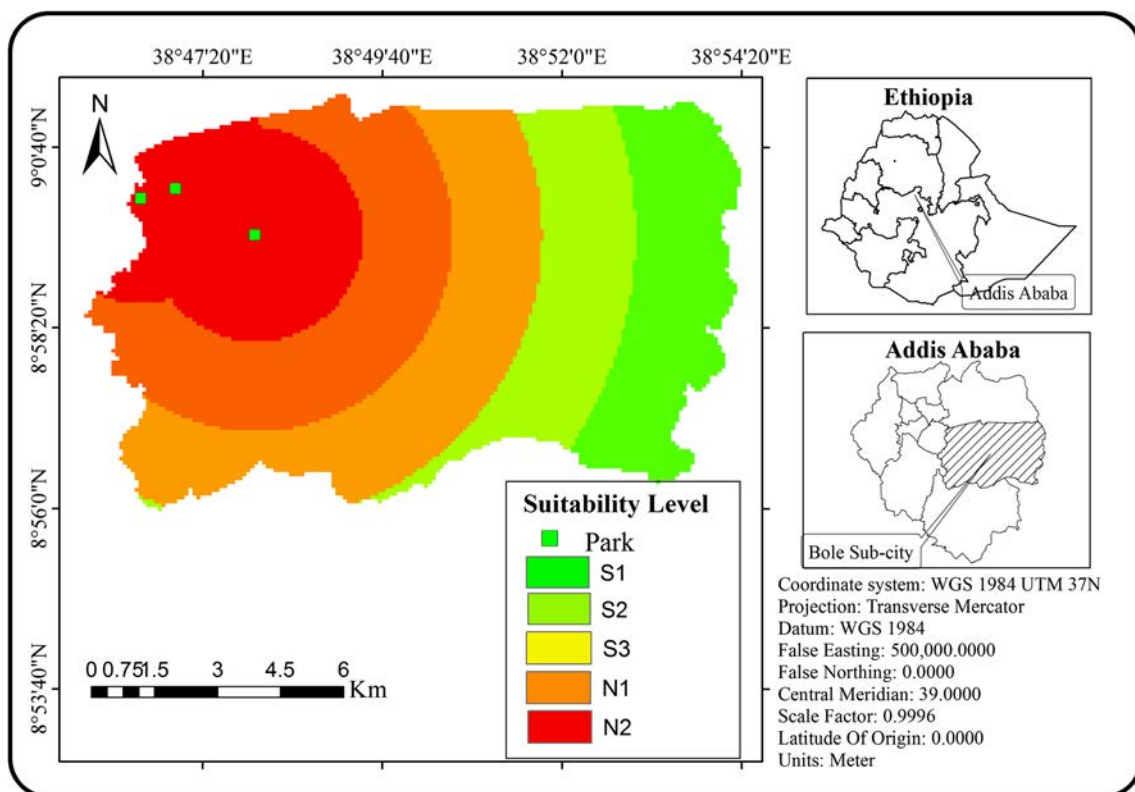 38°47'20"E 38°49'40"E 38°52'0"E 38°54'20"E
N
9°0'40"N
8°58'20"N
8°56'0"N
8°53'40"N
0 0.75 1.5 3 4.5 6
Km
Suitability Level
Park
S1
S2
S3
N1
N2
Ethiopia
Addis Ababa
Addis Ababa
Bole Sub-city
Coordinate system: WGS 1984 UTM 37N
Projection: Transverse Mercator
Datum: WGS 1984
False Easting: 500,000.0000
False Northing: 0.0000
Central Meridian: 39.0000
Scale Factor: 0.9996
Latitude Of Origin: 0.0000
Units: Meter